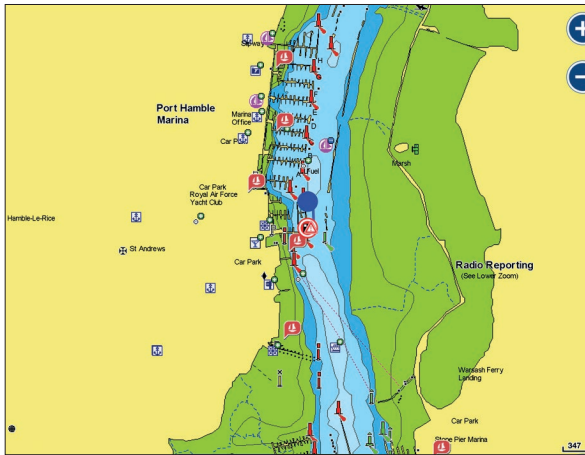 Slipway
H
G
F
E
D
C
Port Hamble
Marina
Marina
Office
Car Park
A
Fuel
Marsh
Car Park
Royal Air Force
Yacht Club
Hamble-Le-Rice
St Andrews
Car Park
Radio Reporting
(See Lower Zoom)
Warsash Ferry
Landing
Car Park
Stone Pier Marina
347